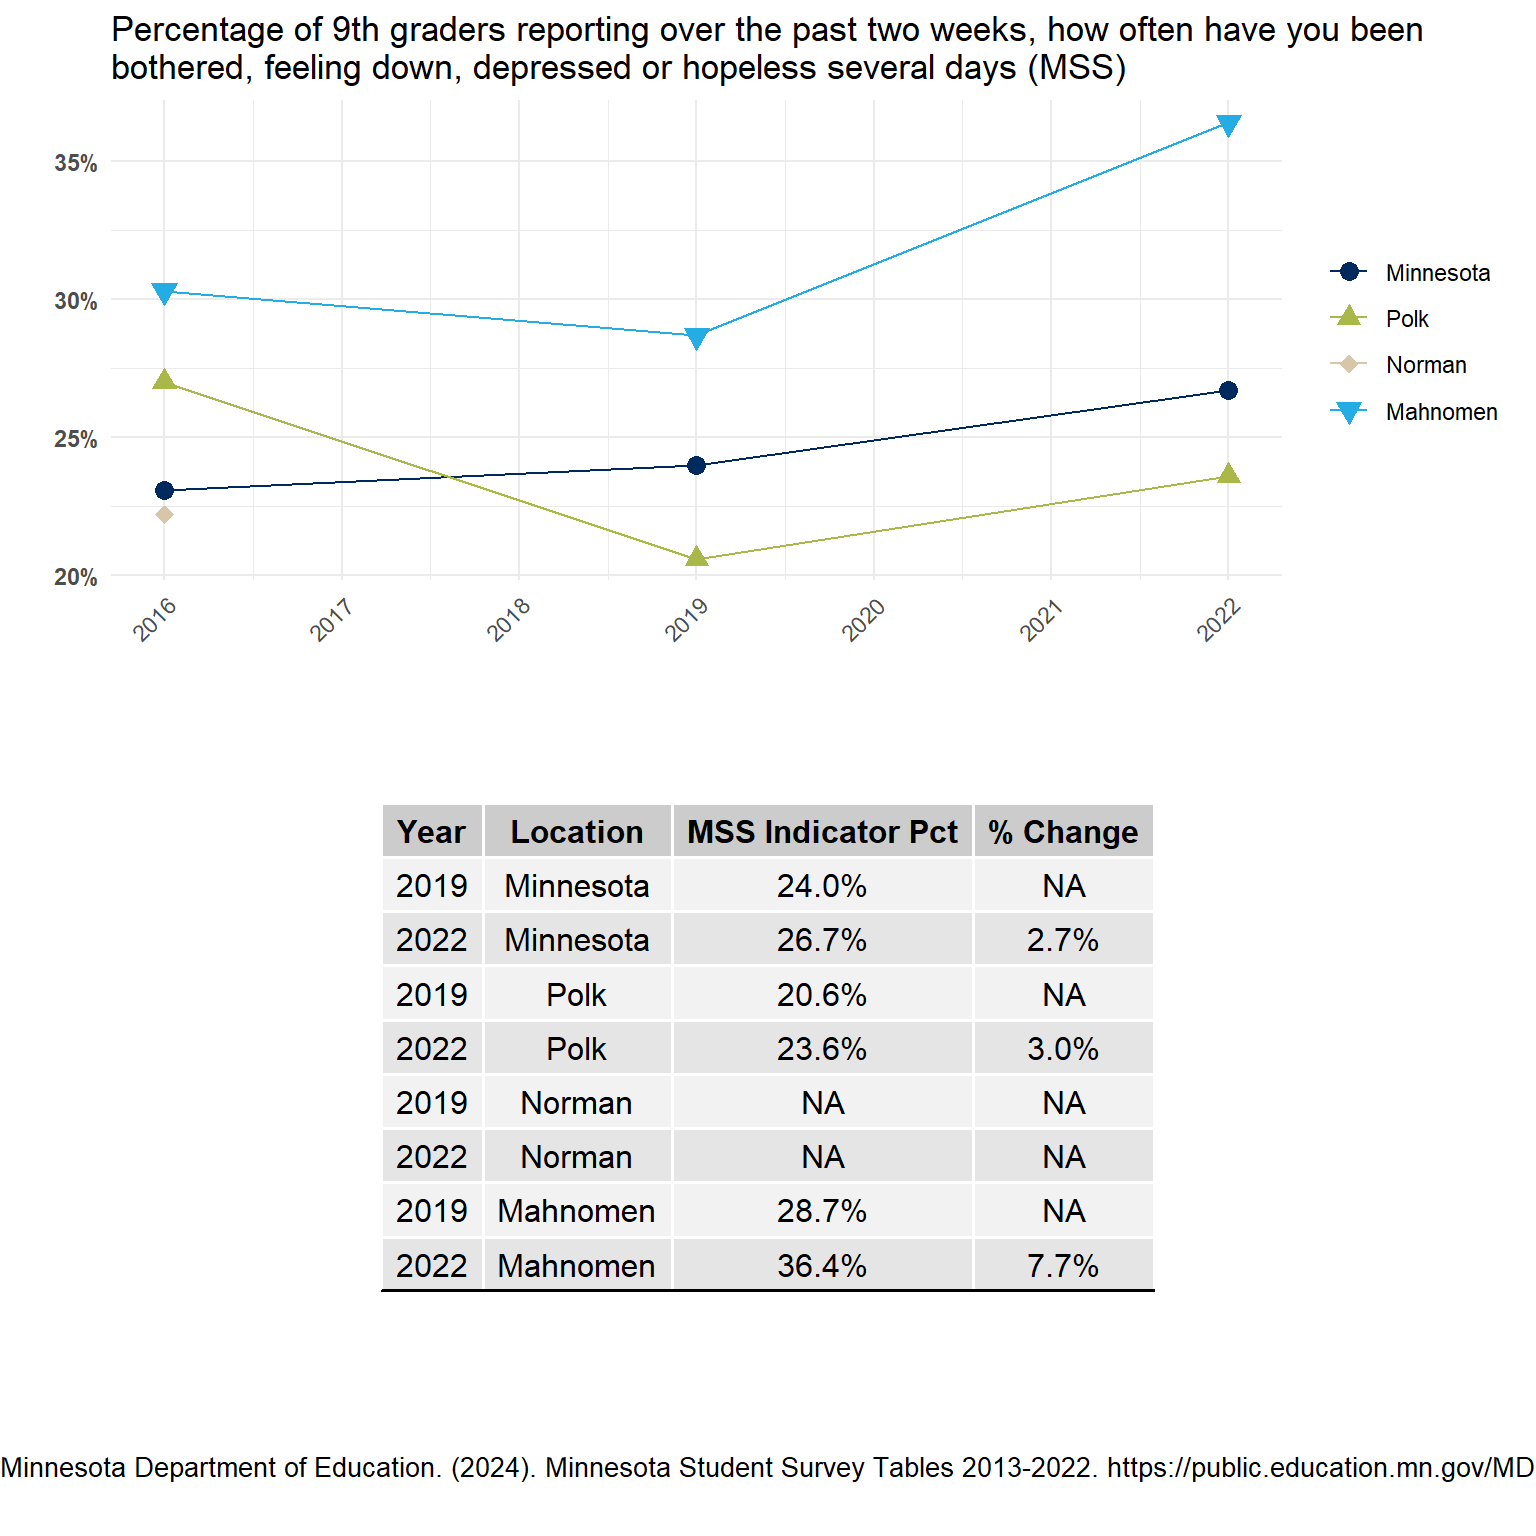 Percentage of 9th graders reporting over the past two weeks, how often have you been
bothered, feeling down, depressed or hopeless several days (MSS)
35%
30%
25%
20%
2016
2017
2018
2019
2020
2021
2022
Minnesota
Polk
Norman
Mahnomen
Year Location MSS Indicator Pct % Change
2019 Minnesota 24.0% NA
2022 Minnesota 26.7% 2.7%
2019 Polk 20.6% NA
2022 Polk 23.6% 3.0%
2019 Norman NA NA
2022 Norman NA NA
2019 Mahnomen 28.7% NA
2022 Mahnomen 36.4% 7.7%
Minnesota Department of Education. (2024). Minnesota Student Survey Tables 2013-2022. https://public.education.mn.gov/MD